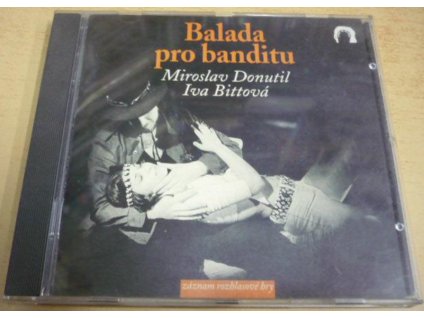 Balada
pro banditu
Miroslav Donutil
Iva Bittová
záznam rozhlasové hry